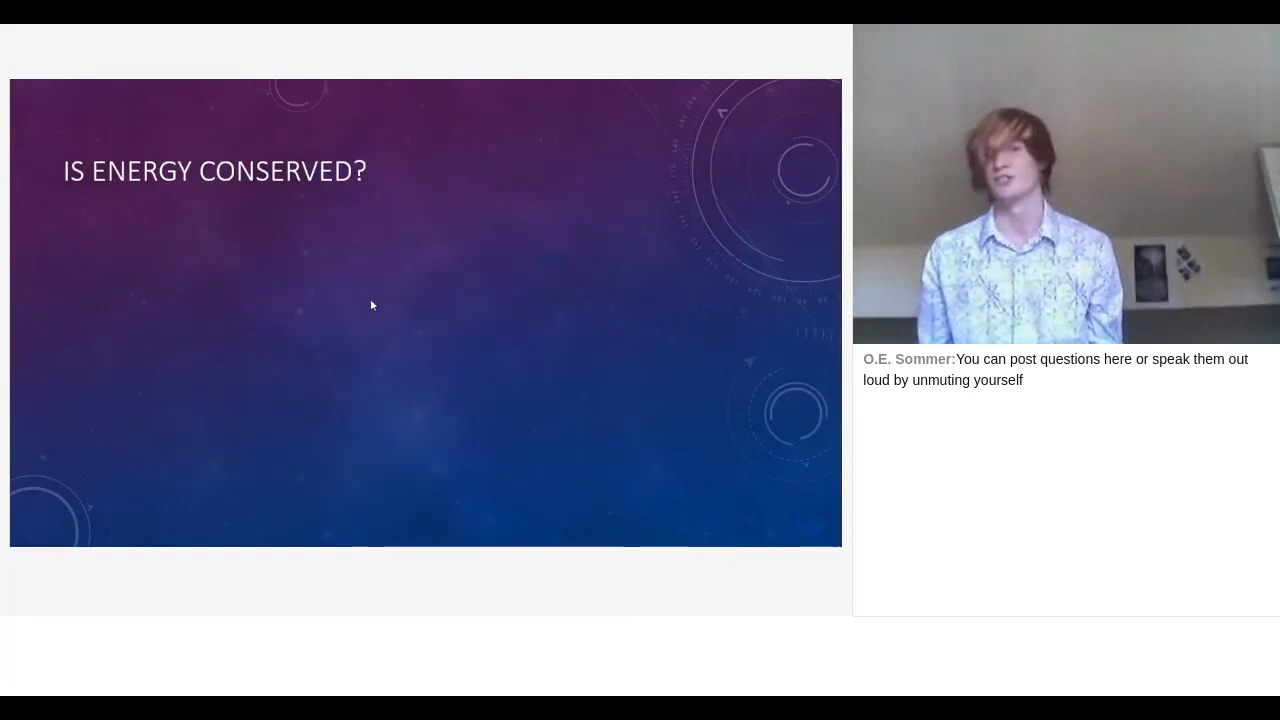 IS ENERGY CONSERVED?
O.E. Sommer:You can post questions here or speak them out
loud by unmuting yourself